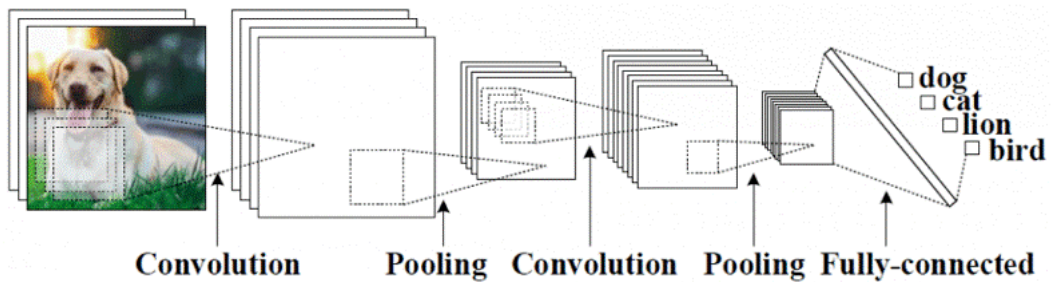 dog
cat
lion
bird
Convolution Pooling Convolution Pooling Fully-connected